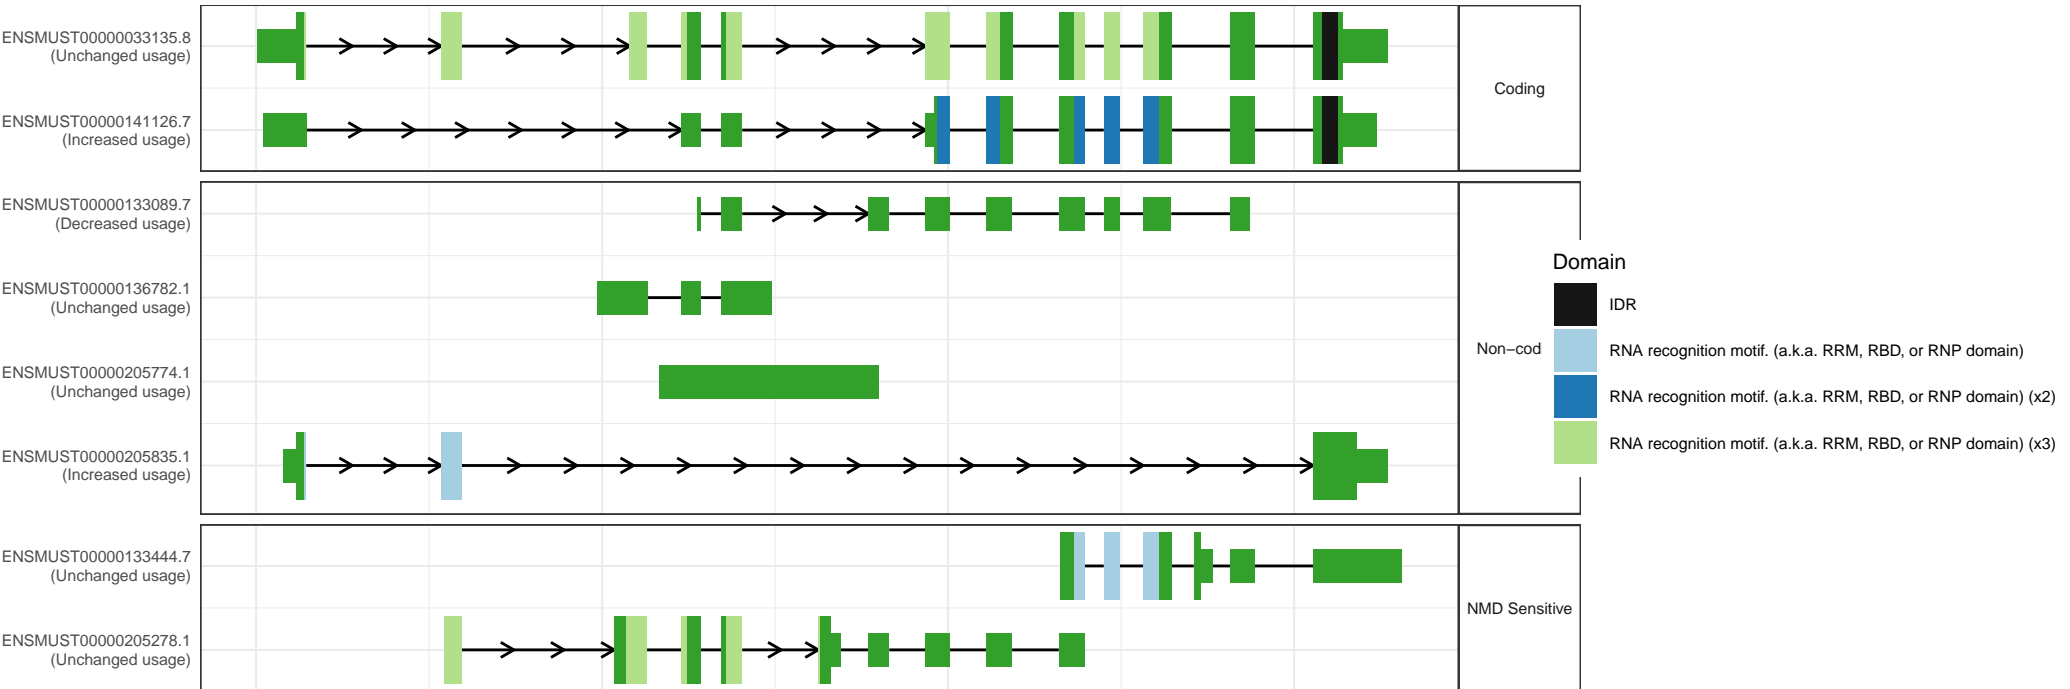 ENSMUST00000033135.8
(Unchanged usage)
ENSMUST00000141126.7
(Increased usage)
Coding
ENSMUST00000133089.7
(Decreased usage)
ENSMUST00000136782.1
(Unchanged usage)
ENSMUST00000205774.1
(Unchanged usage)
ENSMUST00000205835.1
(Increased usage)
Non−cod
ENSMUST00000133444.7
(Unchanged usage)
ENSMUST00000205278.1
(Unchanged usage)
NMD Sensitive
Domain
IDR
RNA recognition motif. (a.k.a. RRM, RBD, or RNP domain)
RNA recognition motif. (a.k.a. RRM, RBD, or RNP domain) (x2)
RNA recognition motif. (a.k.a. RRM, RBD, or RNP domain) (x3)